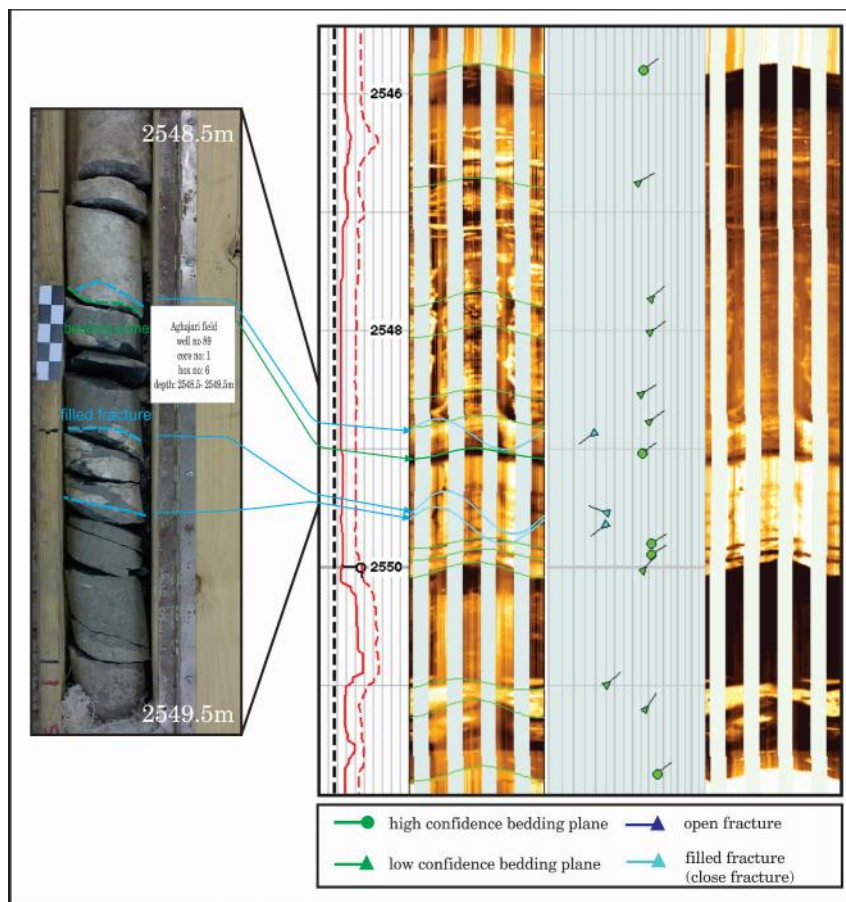 2548.5m
bedding plane
Aghajari field
well no 89
core no: 1
box no: 6
depth: 2548.5- 2549.5m
filled fracture
2549.5m
2546
2548
2550
high confidence bedding plane
open fracture
low confidence bedding plane
filled fracture
(close fracture)